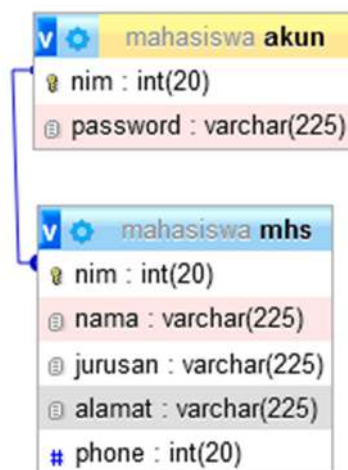 mahasiswa akun
nim : int(20)
password : varchar(225)
mahasiswa mhs
nim : int(20)
nama : varchar(225)
jurusan : varchar(225)
alamat : varchar(225)
# phone : int(20)